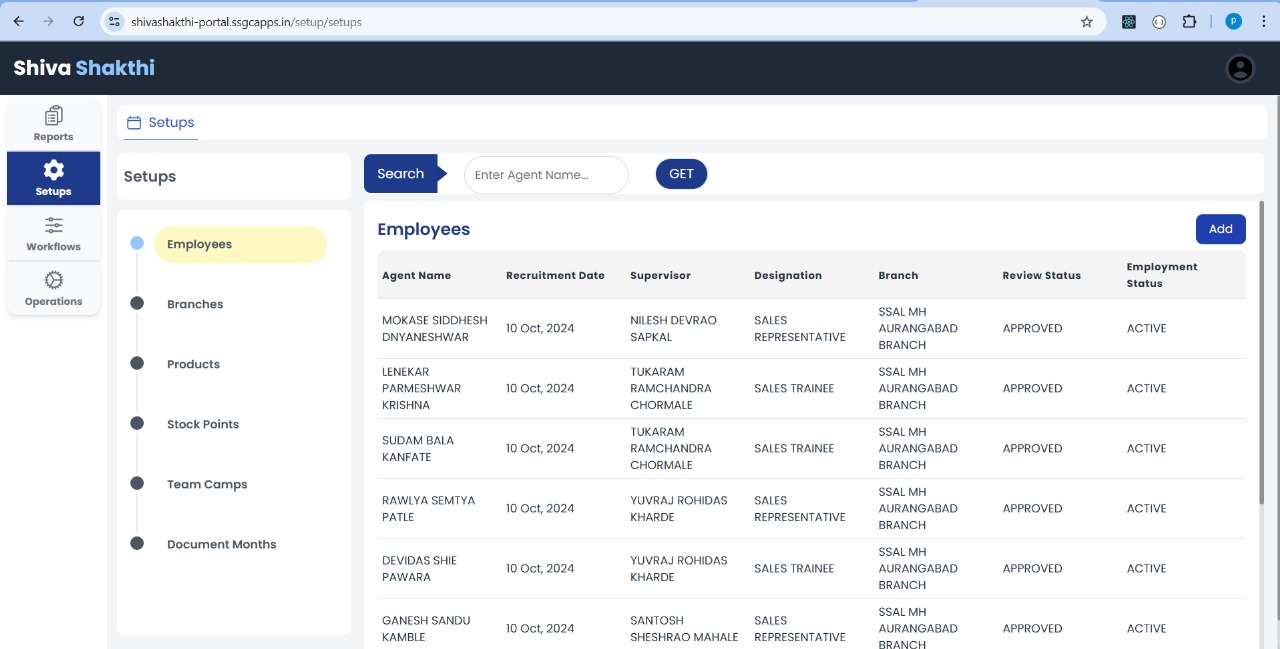 shivashakthi-portal.ssgcapps.in/setup/setups
P
Shiva Shakthi
Reports
Setups
Workflows
Operations
Setups
Setups
Employees
Branches
Products
Stock Points
Team Camps
Document Months
Search
Enter Agent Name...
GET
Employees
Add
Agent Name Recruitment Date Supervisor Designation Branch Review Status Employment
Status
MOKASE SIDDHESH
DNYANESHWAR
10 Oct, 2024
NILESH DEVRAO
SAPKAL
SALES
REPRESENTATIVE
SSAL MH
AURANGABAD
BRANCH
APPROVED
ACTIVE
LENEKAR
PARMESHWAR
KRISHNA
10 Oct, 2024
TUKARAM
RAMCHANDRA
CHORMALE
SALES TRAINEE
SSAL MH
AURANGABAD
BRANCH
APPROVED
ACTIVE
SUDAM BALA
KANFATE
10 Oct, 2024
TUKARAM
RAMCHANDRA
CHORMALE
SALES TRAINEE
SSAL MH
AURANGABAD
BRANCH
APPROVED
ACTIVE
RAWLYA SEMTYA
PATLE
10 Oct, 2024
YUVRAJ ROHIDAS
KHARDE
SALES
REPRESENTATIVE
SSAL MH
AURANGABAD
BRANCH
APPROVED
ACTIVE
DEVIDAS SHIE
PAWARA
10 Oct, 2024
YUVRAJ ROHIDAS
KHARDE
SALES TRAINEE
SSAL MH
AURANGABAD
BRANCH
APPROVED
ACTIVE
GANESH SANDU
KAMBLE
10 Oct, 2024
SANTOSH
SHESHRAO MAHALE
SALES
REPRESENTATIVE
SSAL MH
AURANGABAD
BRANCH
APPROVED
ACTIVE